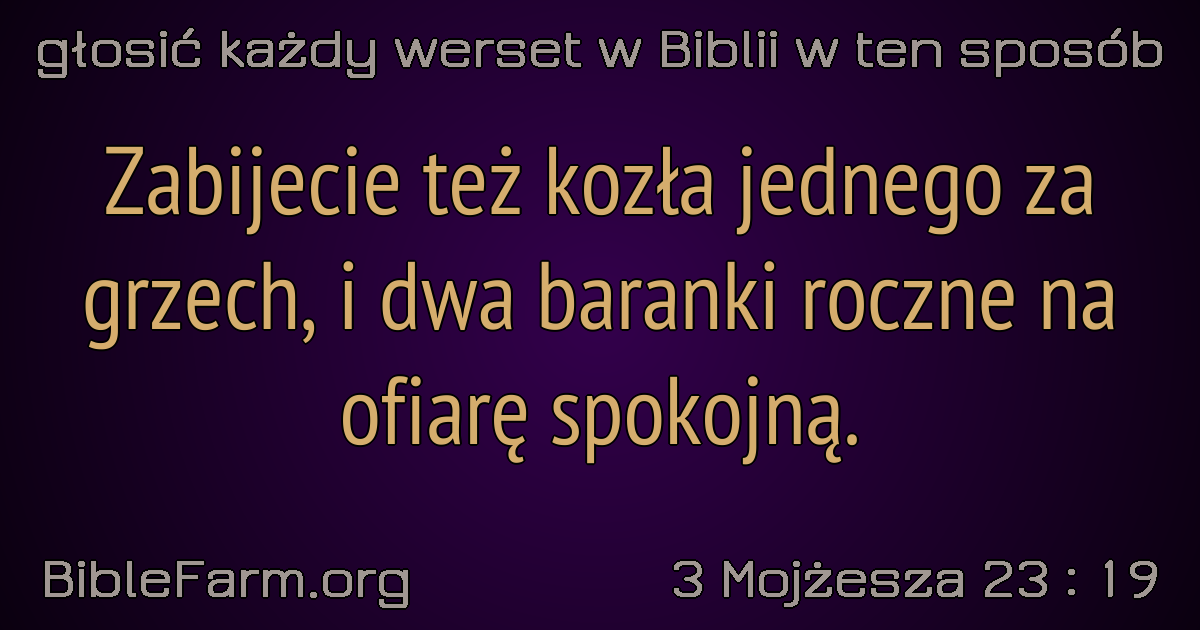 głosić każdy werset w Biblii w ten sposób
Zabijecie też kozła jednego za
grzech, i dwa baranki roczne na
ofiarę spokojną.
BibleFarm.org
3 Mojżesza 23 : 19